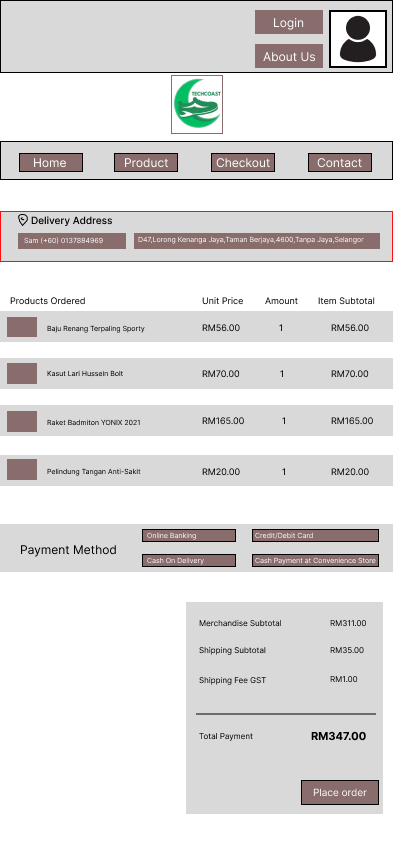 Login
About Us
TECHCOAST
Home Product Checkout Contact
Delivery Address
Sam (+60) 0137884969 D47,Lorong Kenanga Jaya,Taman Berjaya,4600,Tanpa Jaya,Selangor
Products Ordered Unit Price Amount Item Subtotal
Baju Renang Terpaling Sporty RM56.00 1 RM56.00
Kasut Lari Hussein Bolt RM70.00 1 RM70.00
Raket Badmiton YONIX 2021 RM165.00 1 RM165.00
Pelindung Tangan Anti-Sakit RM20.00 1 RM20.00
Payment Method
Online Banking Credit/Debit Card
Cash On Delivery Cash Payment at Convenience Store
Merchandise Subtotal RM311.00
Shipping Subtotal RM35.00
Shipping Fee GST RM1.00
Total Payment RM347.00
Place order